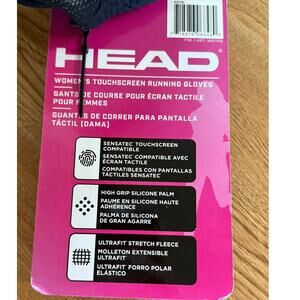 HEAD
WOMEN'S TOUCHSCREEN RUNNING GLOVES
GANTS DE COURSE POUR ÉCRAN TACTILE
POUR FEMMES
GUANTES DE CORRER PARA PANTALLA
TÁCTIL (DAMA)
SENSATEC TOUCHSCREEN
COMPATIBLE
SENSATEC COMPATIBLE AVEC
ÉCRAN TACTILE
COMPATIBLES CON PANTALLAS
TÁCTILES SENSATEC
HIGH GRIP SILICONE PALM
PAUME EN SILICONE HAUTE
ADHÉRENCE
PALMA DE SILICONA
DE GRAN AGARRE
ULTRAFIT STRETCH FLEECE
MOLLETON EXTENSIBLE
ULTRAFIT
ULTRAFIT FORRO POLAR
ELÁSTICO